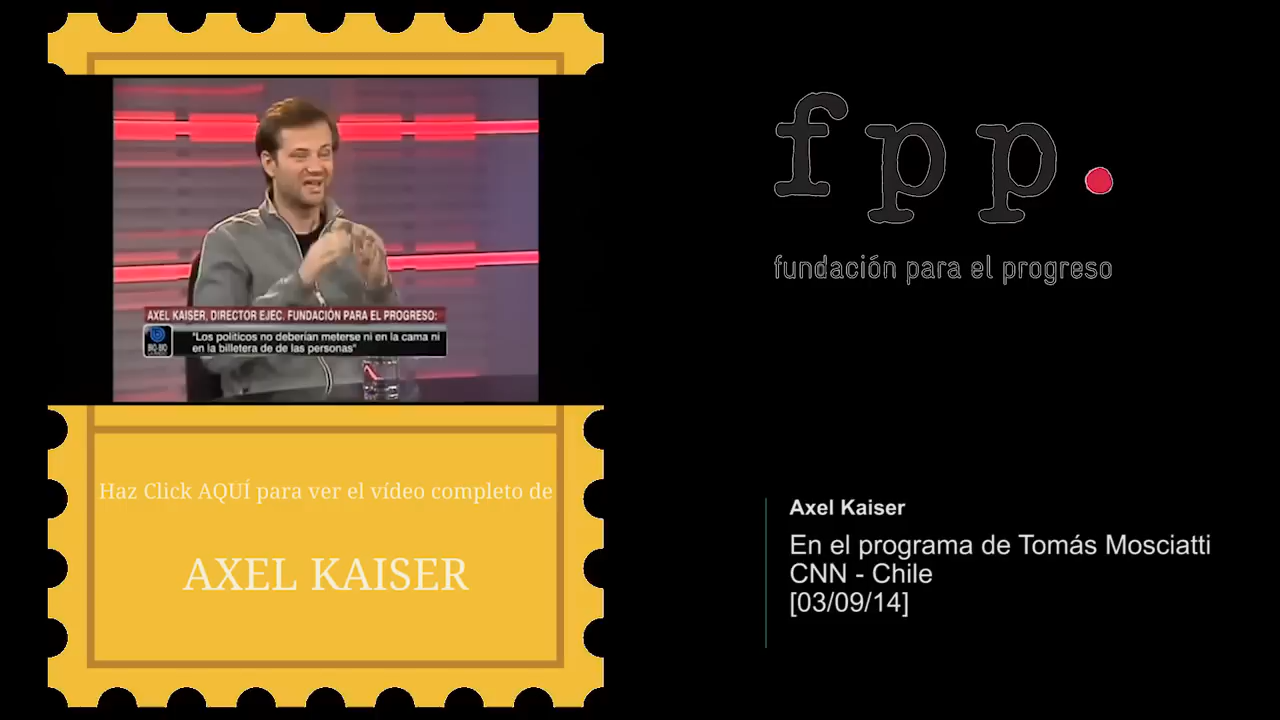 AXEL KAISER, DIRECTOR EJEC. FUNDACIÓN PARA EL PROGRESO:
BIO-BIO
"Los políticos no deberían meterse ni en la cama ni
en la billetera de de las personas"
Haz Click AQUÍ para ver el vídeo completo de
AXEL KAISER
fpp.
fundación para el progreso
Axel Kaiser
En el programa de Tomás Mosciatti
CNN - Chile
[03/09/14]